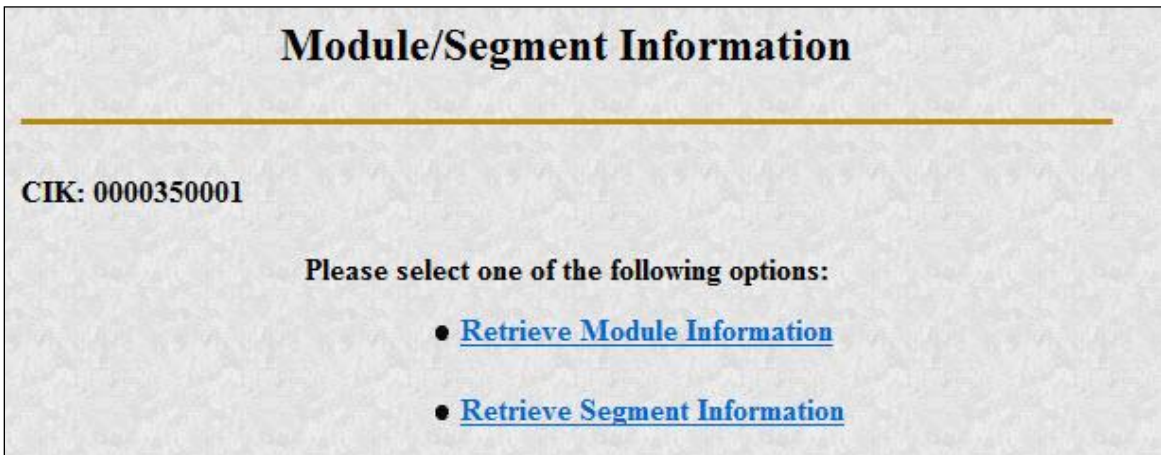 Module/Segment Information
CIK: 0000350001
Please select one of the following options:
Retrieve Module Information
Retrieve Segment Information